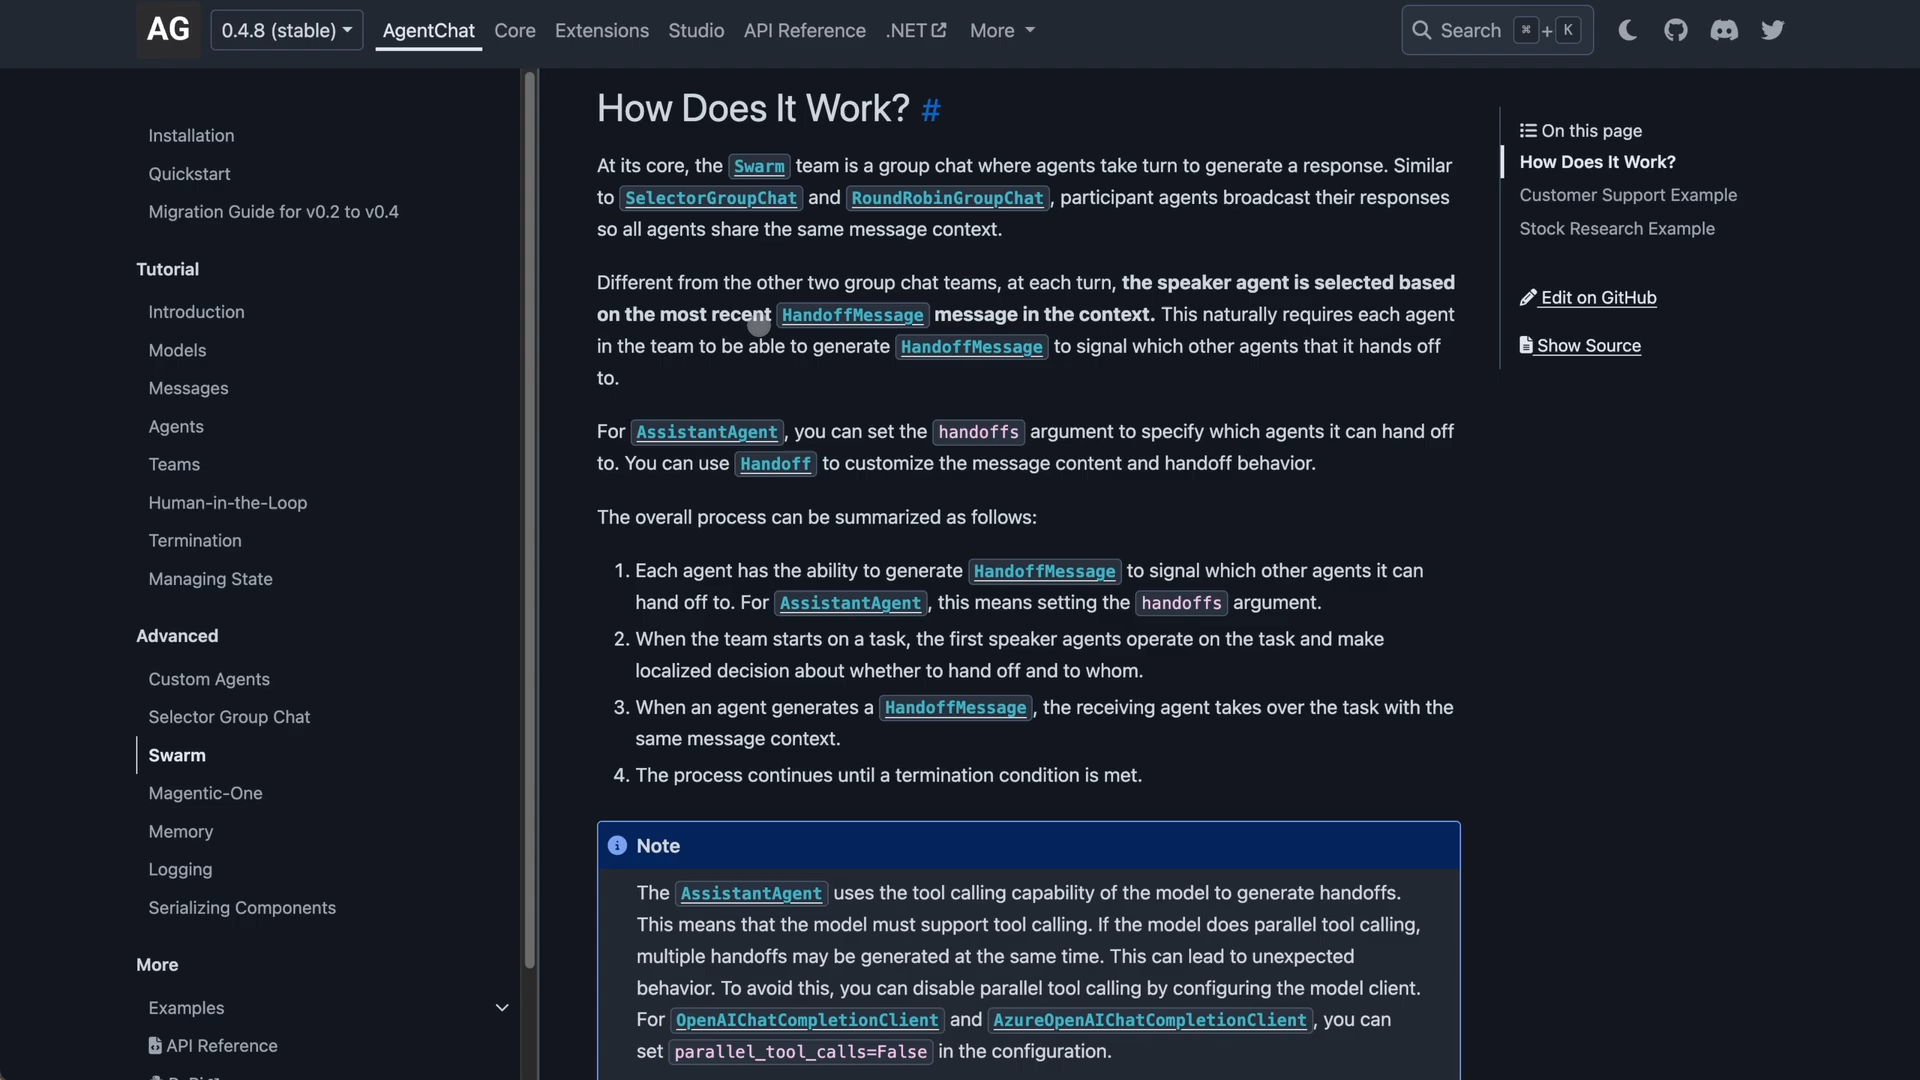 AG 0.4.8 (stable) AgentChat Core Extensions Studio API Reference .NET More Search ⌘ + K
Installation
Quickstart
Migration Guide for v0.2 to v0.4
Tutorial
Introduction
Models
Messages
Agents
Teams
Human-in-the-Loop
Termination
Managing State
Advanced
Custom Agents
Selector Group Chat
Swarm
Magentic-One
Memory
Logging
Serializing Components
More
Examples
API Reference
How Does It Work? #
At its core, the Swarm team is a group chat where agents take turn to generate a response. Similar
to SelectorGroupChat and RoundRobinGroupChat, participant agents broadcast their responses
so all agents share the same message context.
Different from the other two group chat teams, at each turn, the speaker agent is selected based
on the most recent HandoffMessage message in the context. This naturally requires each agent
in the team to be able to generate HandoffMessage to signal which other agents that it hands off
to.
For AssistantAgent, you can set the handoffs argument to specify which agents it can hand off
to. You can use Handoff to customize the message content and handoff behavior.
The overall process can be summarized as follows:
1. Each agent has the ability to generate HandoffMessage to signal which other agents it can
hand off to. For AssistantAgent, this means setting the handoffs argument.
2. When the team starts on a task, the first speaker agents operate on the task and make
localized decision about whether to hand off and to whom.
3. When an agent generates a HandoffMessage, the receiving agent takes over the task with the
same message context.
4. The process continues until a termination condition is met.
Note
The AssistantAgent uses the tool calling capability of the model to generate handoffs.
This means that the model must support tool calling. If the model does parallel tool calling,
multiple handoffs may be generated at the same time. This can lead to unexpected
behavior. To avoid this, you can disable parallel tool calling by configuring the model client.
For OpenAIChatCompletionClient and AzureOpenAIChatCompletionClient, you can
set parallel_tool_calls=False in the configuration.
On this page
How Does It Work?
Customer Support Example
Stock Research Example
Edit on GitHub
Show Source